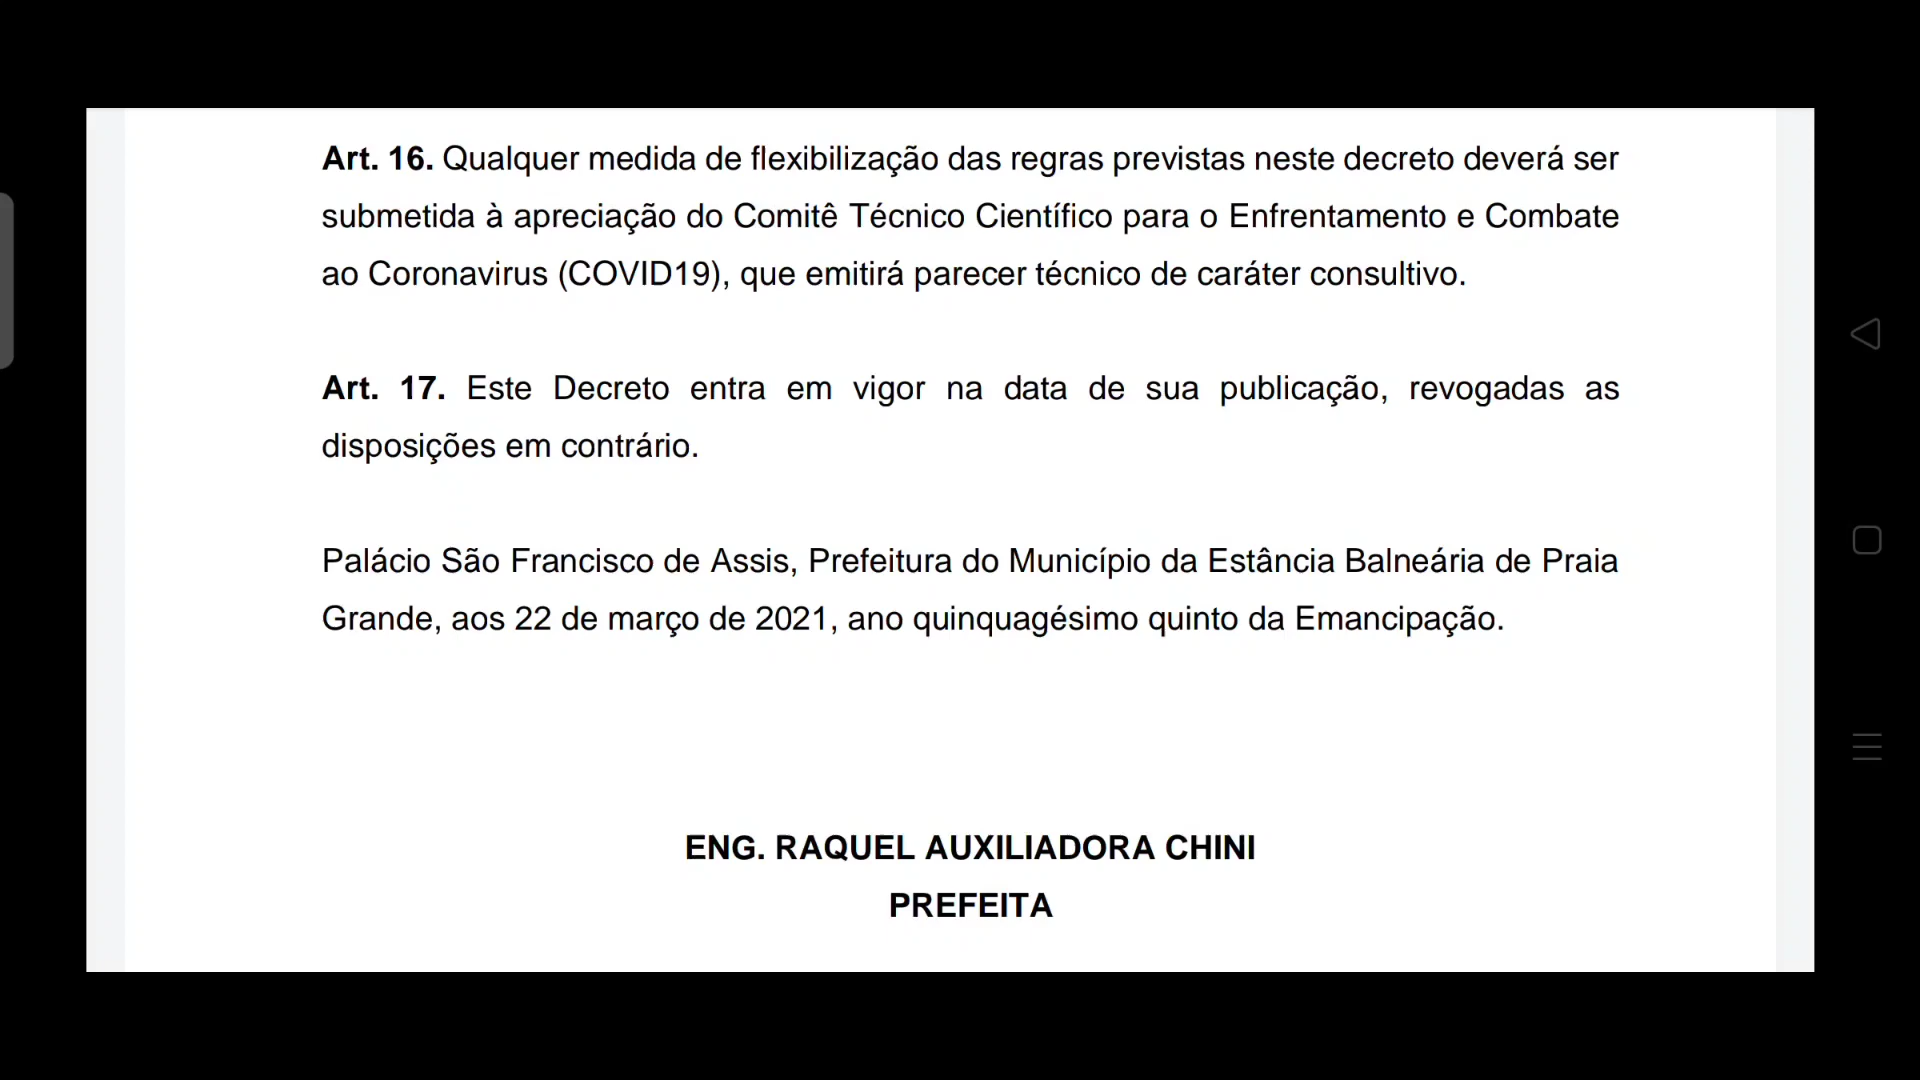 Art. 16. Qualquer medida de flexibilização das regras previstas neste decreto deverá ser
submetida à apreciação do Comitê Técnico Científico para o Enfrentamento e Combate
ao Coronavirus (COVID19), que emitirá parecer técnico de caráter consultivo.
Art. 17. Este Decreto entra em vigor na data de sua publicação, revogadas as
disposições em contrário.
Palácio São Francisco de Assis, Prefeitura do Município da Estância Balneária de Praia
Grande, aos 22 de março de 2021, ano quinquagésimo quinto da Emancipação.
ENG. RAQUEL AUXILIADORA CHINI
PREFEITA